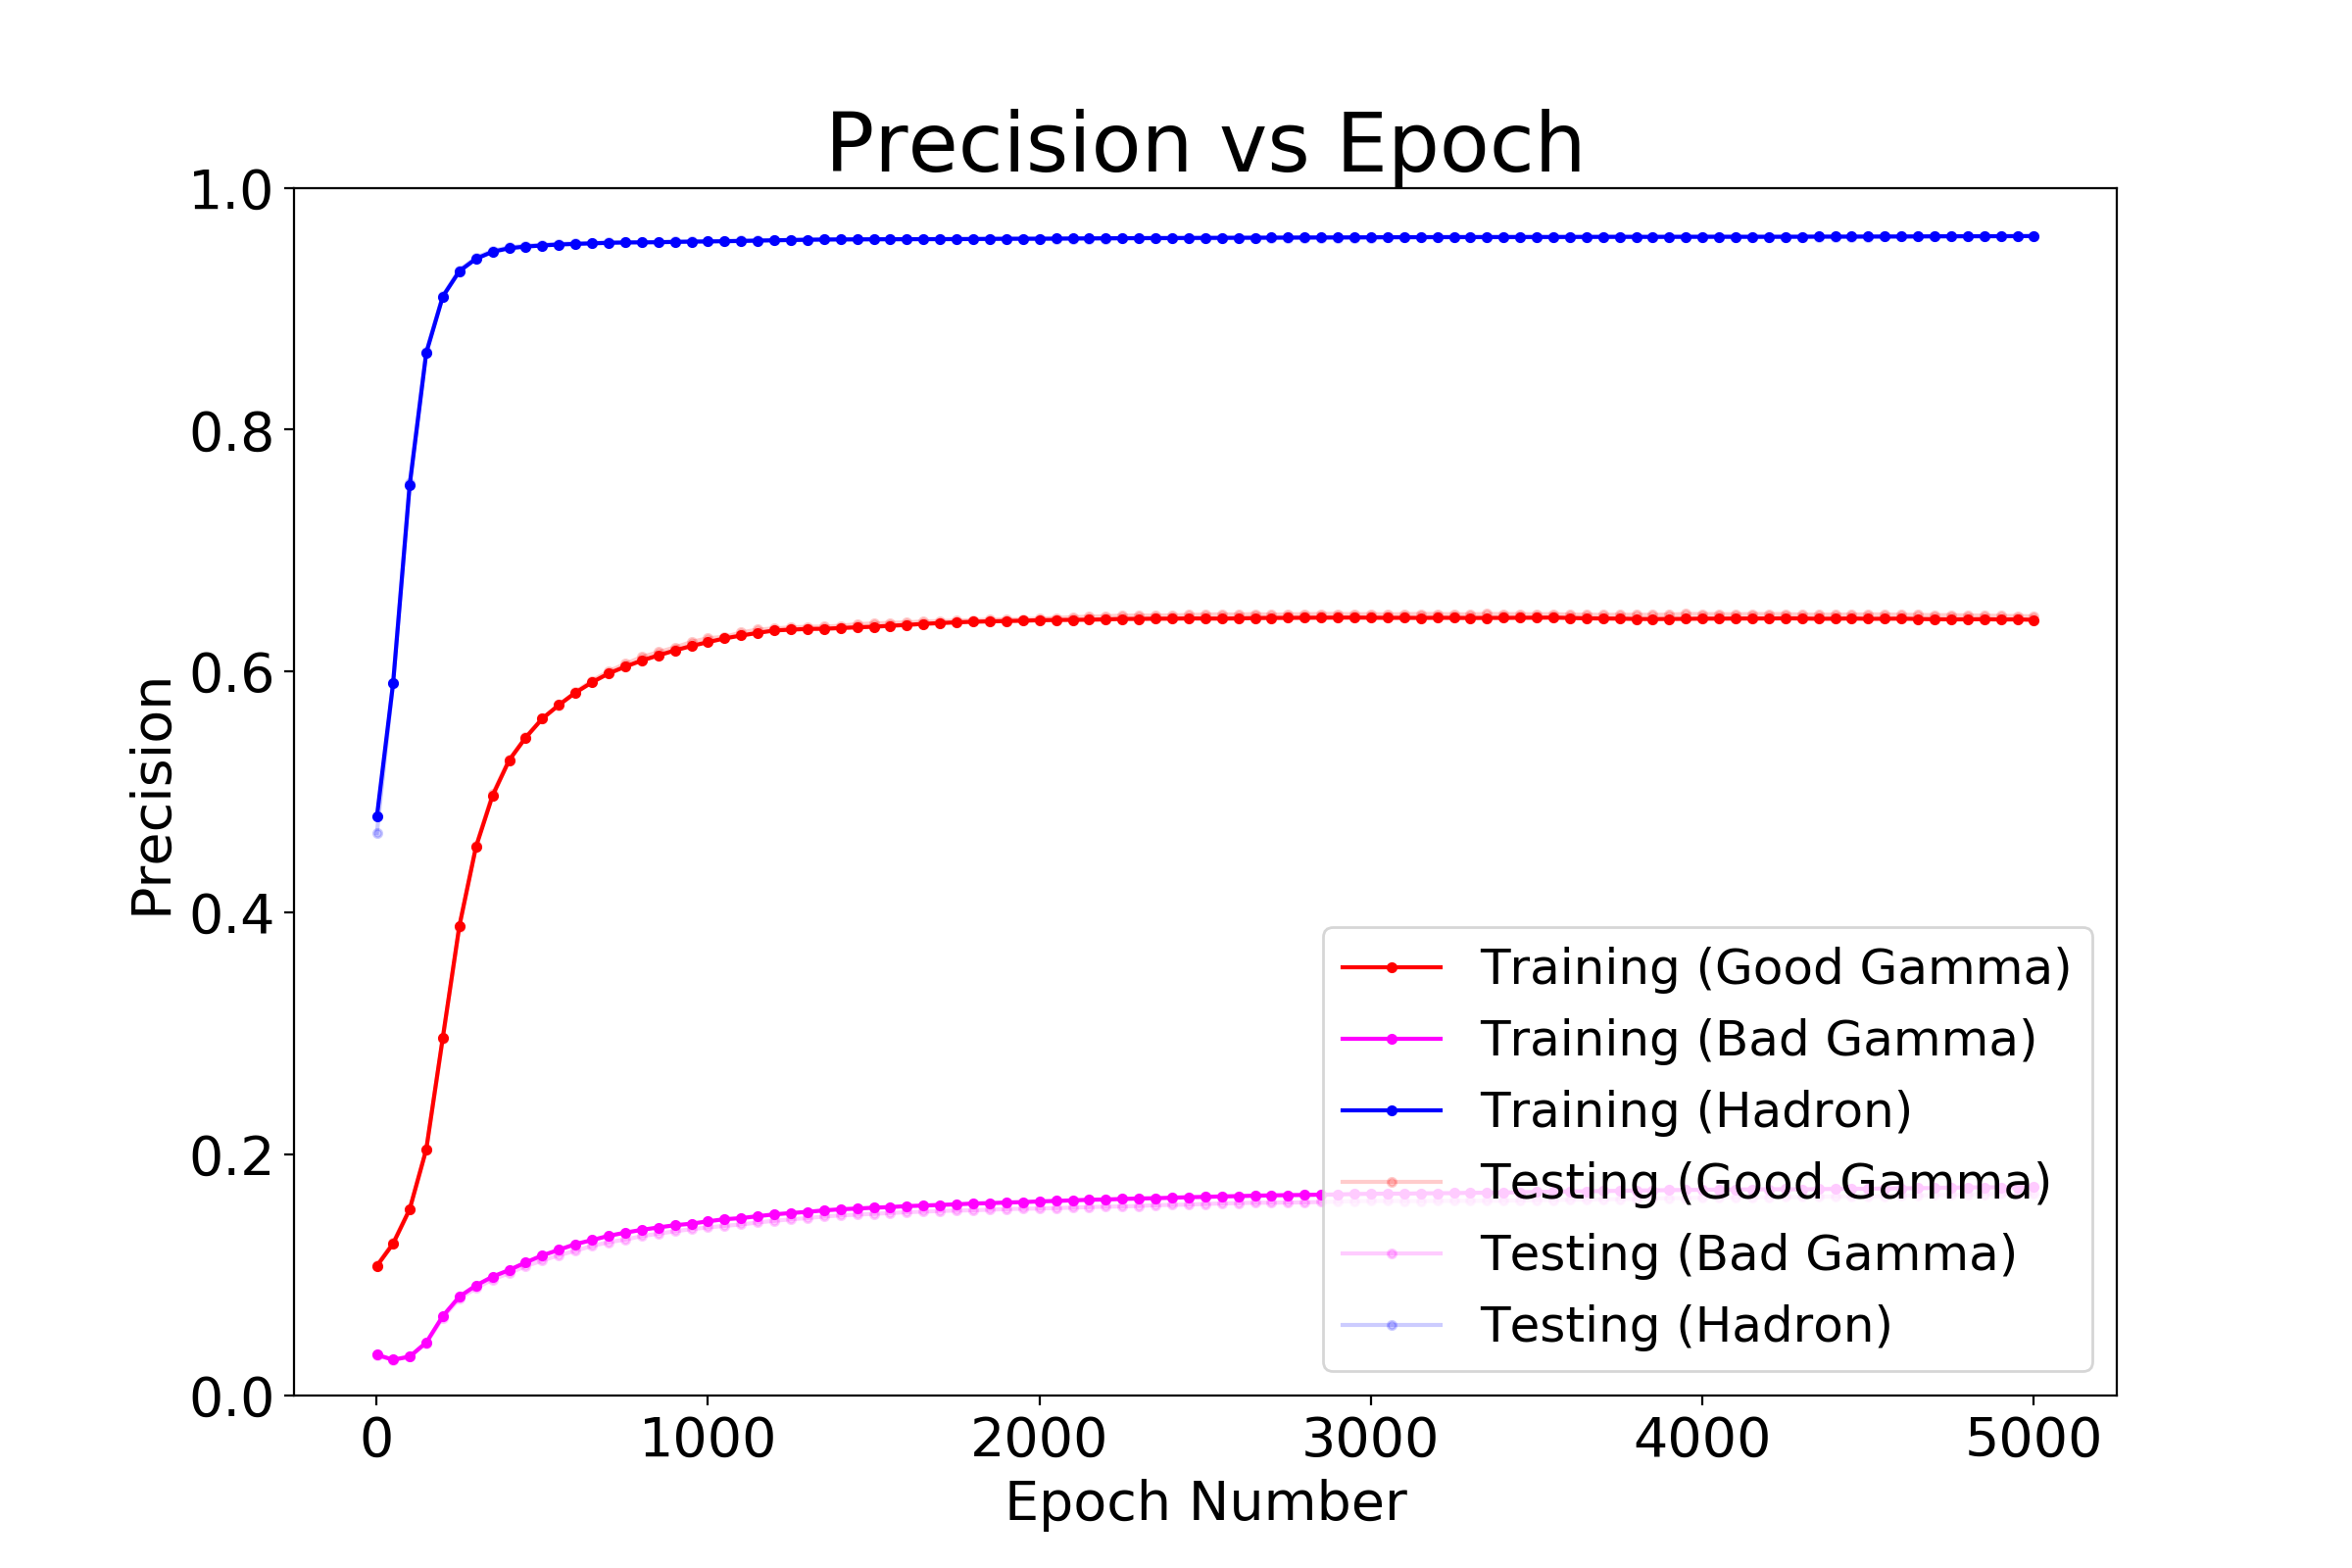 Precision vs Epoch
1.0
0.8
0.6
0.4
0.2
0.0
Precision
Training (Good Gamma)
Training (Bad Gamma)
Training (Hadron)
Testing (Good Gamma)
Testing (Bad Gamma)
Testing (Hadron)
0 1000 2000 3000 4000 5000
Epoch Number